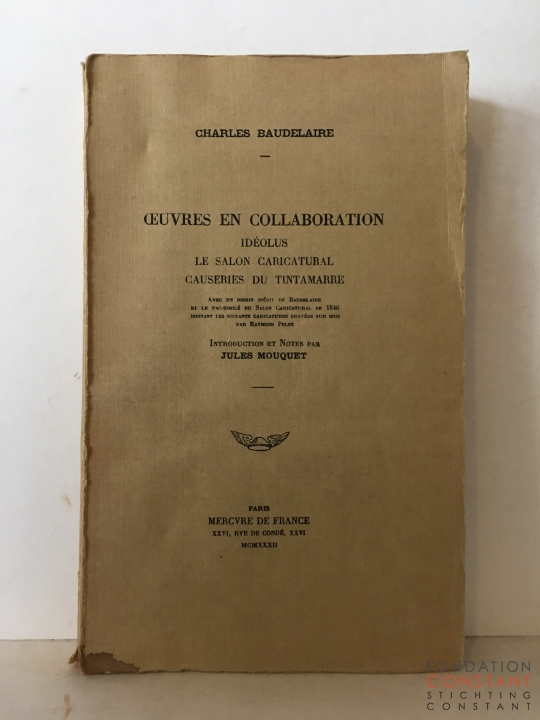 CHARLES BAUDELAIRE
ŒUVRES EN COLLABORATION
IDÉOLUS
LE SALON CARICATURAL
CAUSERIES DU TINTAMARRE
AVEC UN DESSIN INÉDIT DE BAUDELAIRE
ET LE FAC-SIMILÉ DU SALON CARICATURAL DE 1846
DONNANT LES SOIXANTE CARICATURES GRAVÉES SUR BOIS
PAR RAYMOND PELEZ
INTRODUCTION ET NOTES PAR
JULES MOUQUET
PARIS
MERCVRE DE FRANCE
XXVI, RVE DE CONDÉ, XXVI
MCMXXXII
FONDATION
CONSTANT
STICHTING
CONSTANT